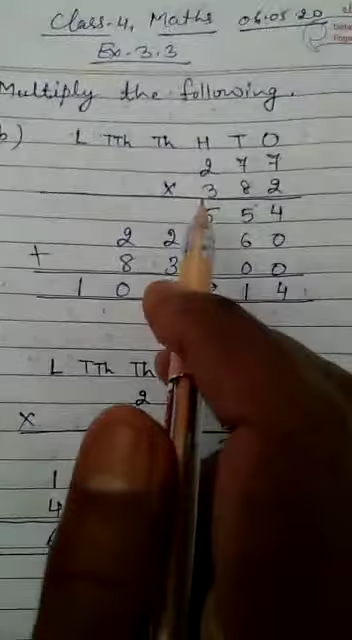 Class-4, Maths 06.05.20
Ex-3.3
Multiply the following.
b) L TTh Th H T O
2 7 7
x 3 8 2
5 5 4
2 2 6 0
+ 8 3 0 0
1 0 1 4
L TTh Th
2
x
1
4